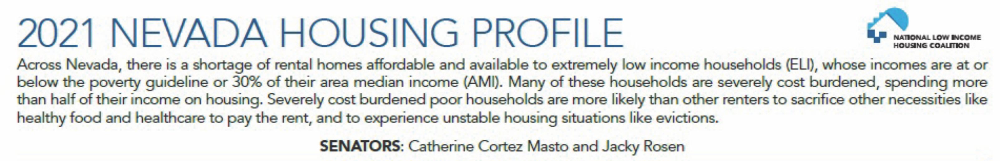 2021 NEVADA HOUSING PROFILE
NATIONAL LOW INCOME
HOUSING COALITION
Across Nevada, there is a shortage of rental homes affordable and available to extremely low income households (ELI), whose incomes are at or
below the poverty guideline or 30% of their area median income (AMI). Many of these households are severely cost burdened, spending more
than half of their income on housing. Severely cost burdened poor households are more likely than other renters to sacrifice other necessities like
healthy food and healthcare to pay the rent, and to experience unstable housing situations like evictions.
SENATORS: Catherine Cortez Masto and Jacky Rosen